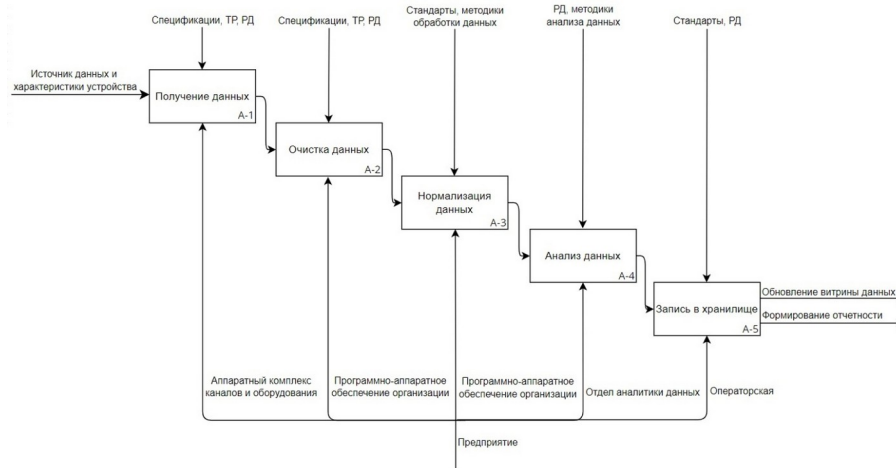 Спецификации, ТР, РД
Спецификации, ТР, РД
Стандарты, методики
обработки данных
РД, методики
анализа данных
Стандарты, РД
Источник данных и
характеристики устройства
Получение данных
А-1
Очистка данных
А-2
Нормализация
данных
А-3
Анализ данных
А-4
Запись в хранилище
А-5
Обновление витрины данных
Формирование отчетности
Аппаратный комплекс
каналов и оборудования
Программно-аппаратное
обеспечение организации
Программно-аппаратное
обеспечение организации
Отдел аналитики данных
Операторская
Предприятие